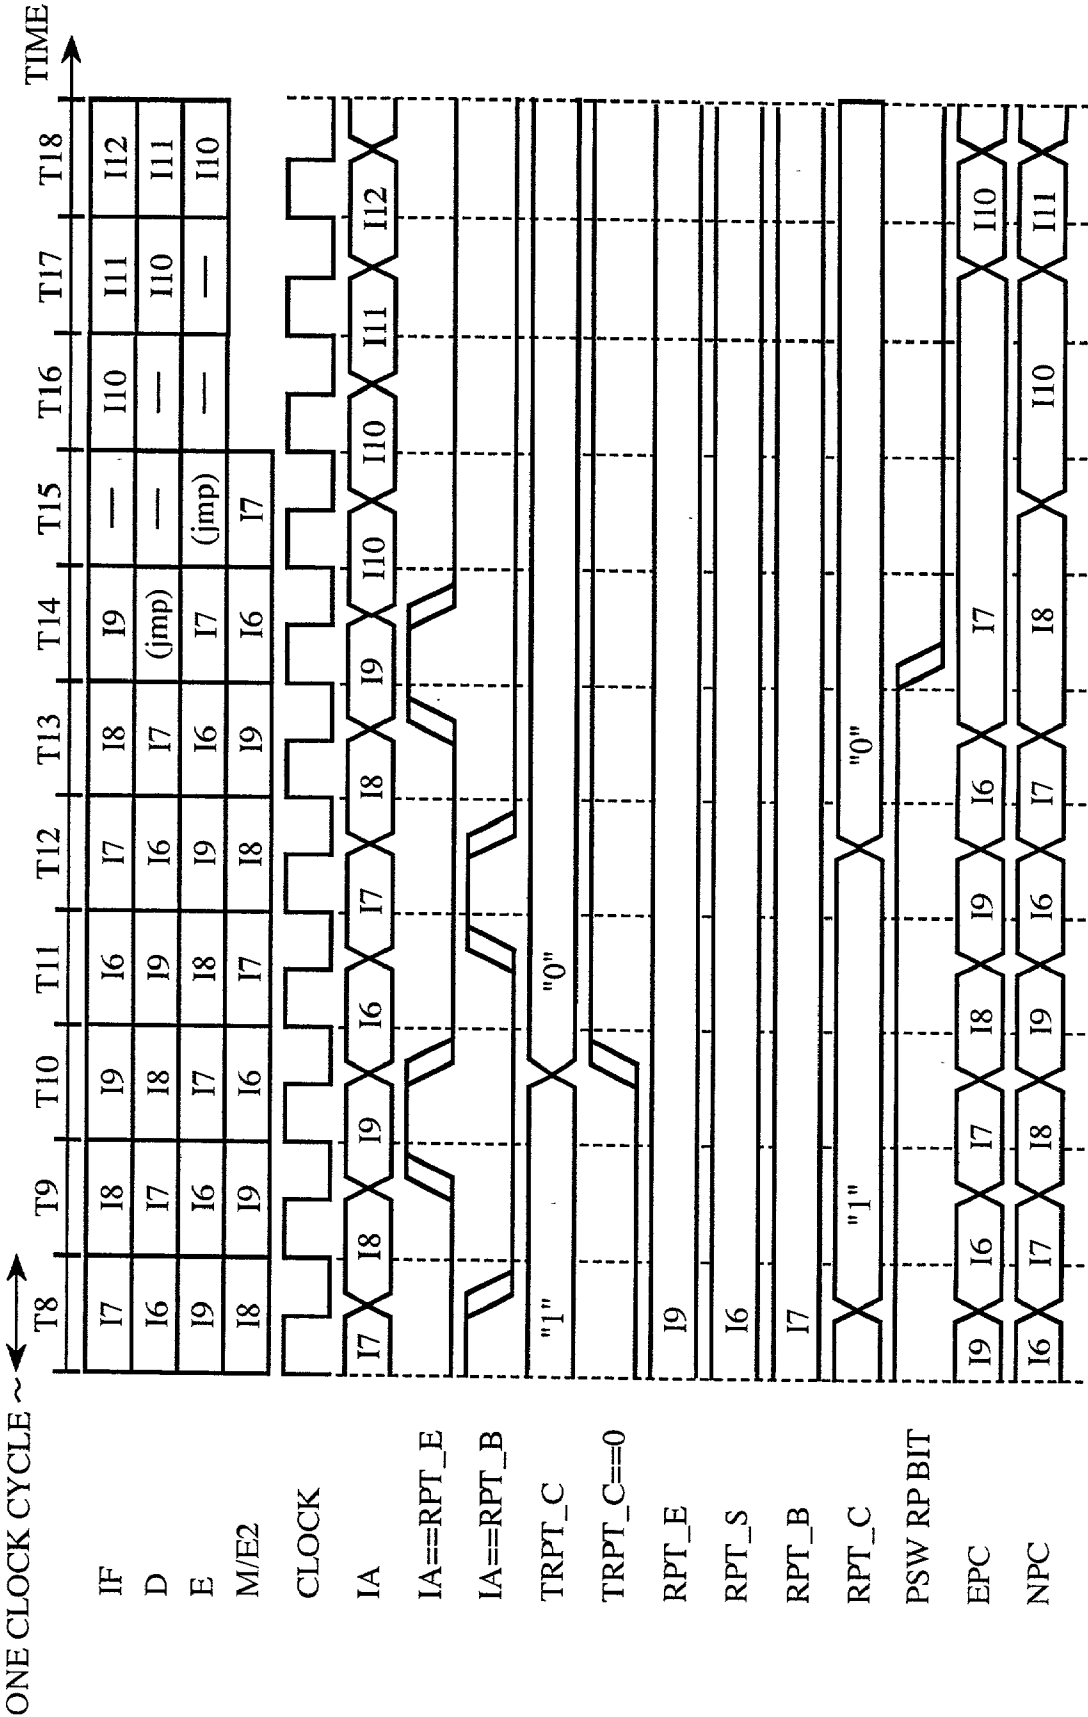 ONE CLOCK CYCLE ~
T8 T9 T10 T11 T12 T13 T14 T15 T16 T17 T18 TIME
IF I7 I8 I9 I6 I7 I8 I9 — I10 I11 I12
D I6 I7 I8 I9 I6 I7 (jmp) — — I10 I11
E I9 I6 I7 I8 I9 I6 I7 (jmp) — — I10
M/E2 I8 I9 I6 I7 I8 I9 I6 I7
CLOCK
IA I7 I8 I9 I6 I7 I8 I9 I10 I10 I11 I12
IA==RPT_E
IA==RPT_B
TRPT_C "1" "0"
TRPT_C==0
RPT_E I9
RPT_S I6
RPT_B I7
RPT_C "1" "0"
PSW RP BIT
EPC I9 I6 I7 I8 I9 I6 I7 I10
NPC I6 I7 I8 I9 I6 I7 I8 I10 I11